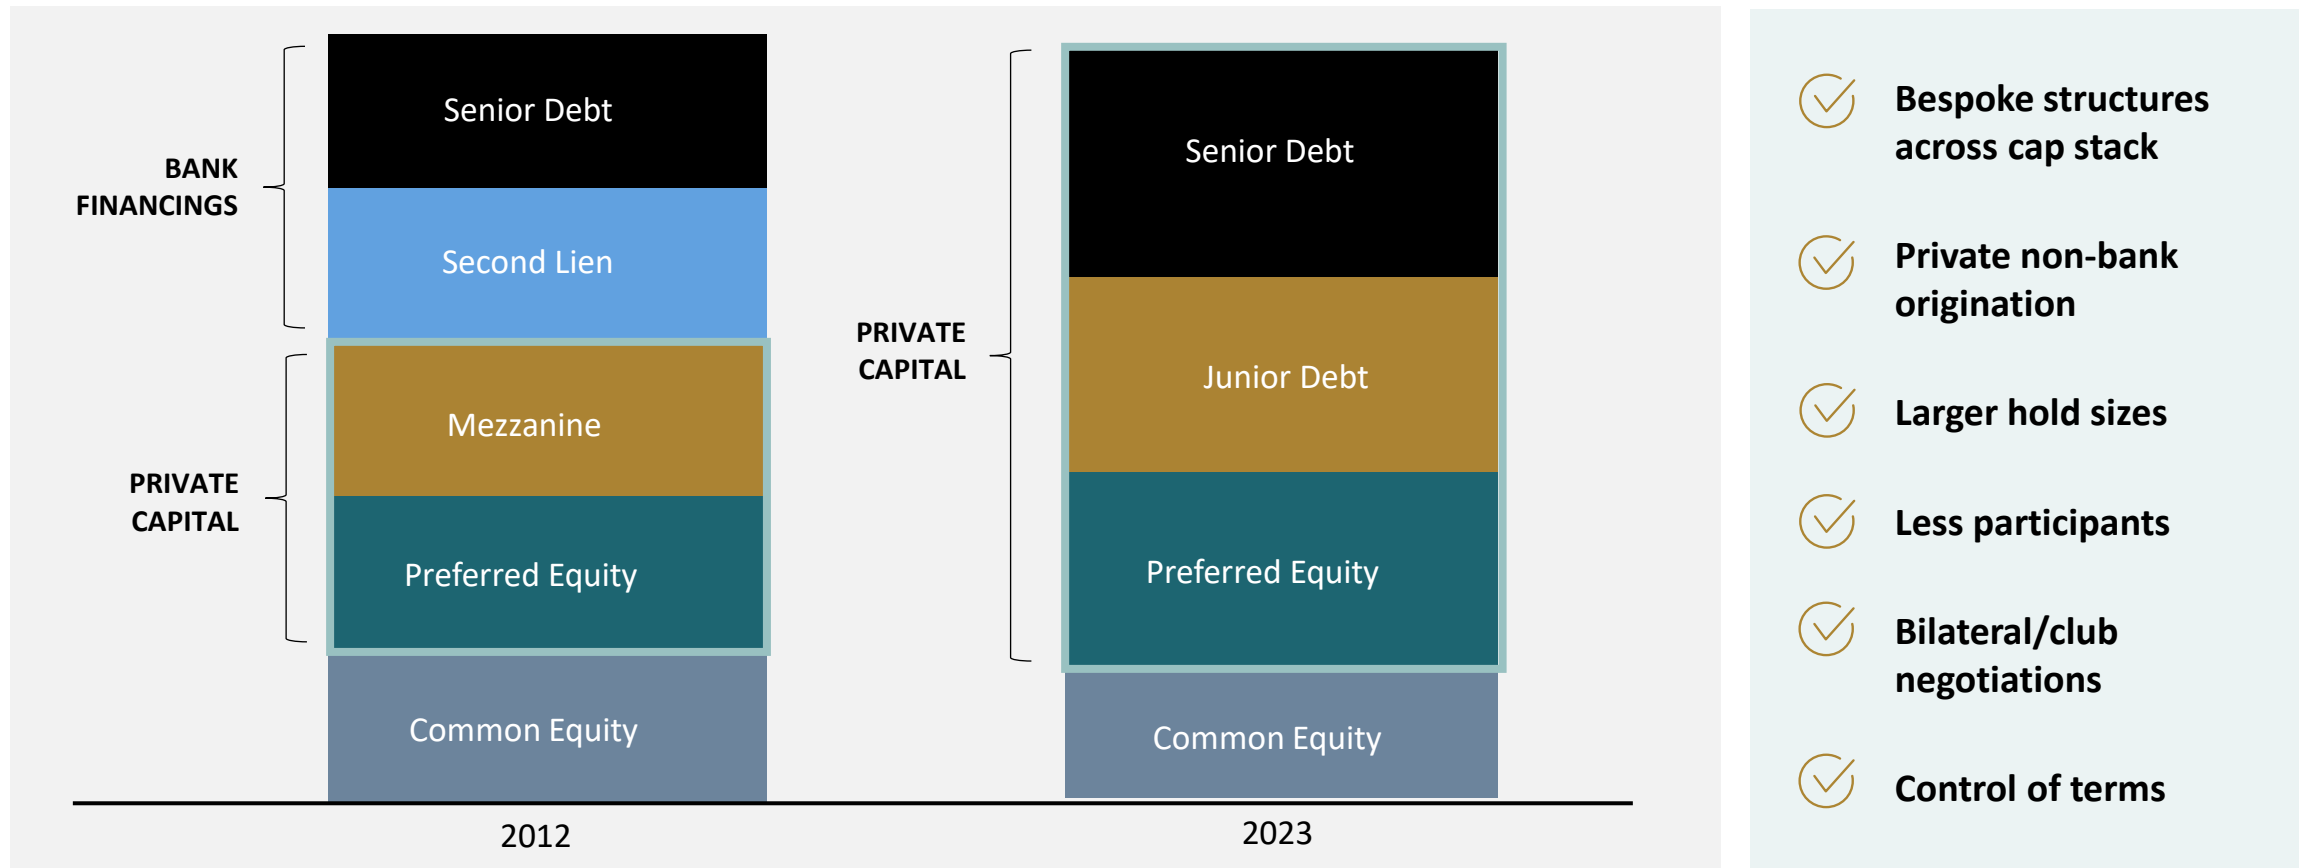 BANK
FINANCINGS
PRIVATE
CAPITAL
Senior Debt
Second Lien
Mezzanine
Preferred Equity
Common Equity
2012
PRIVATE
CAPITAL
Senior Debt
Junior Debt
Preferred Equity
Common Equity
2023
Bespoke structures
across cap stack
Private non-bank
origination
Larger hold sizes
Less participants
Bilateral/club
negotiations
Control of terms